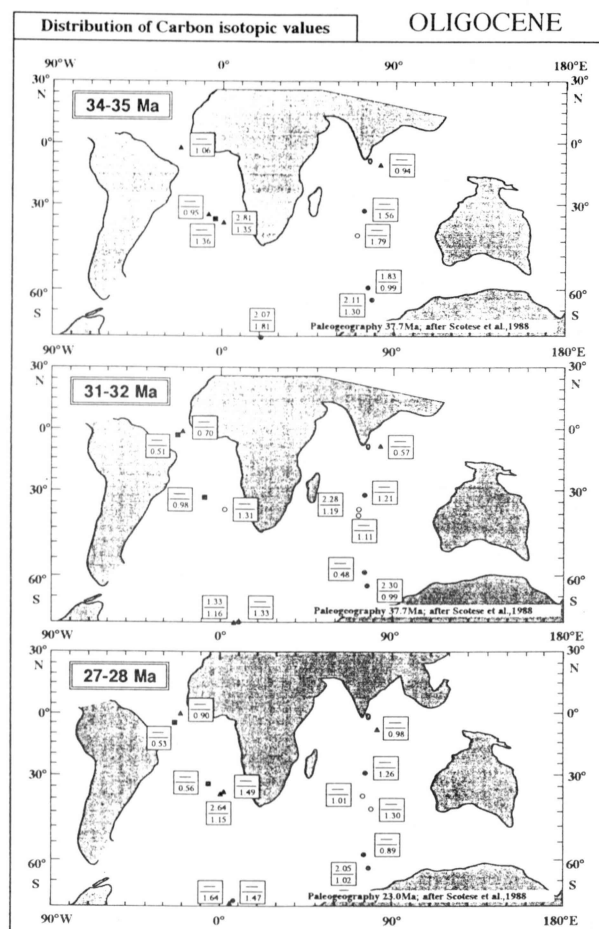 Distribution of Carbon isotopic values
OLIGOCENE
90°W 0° 90° 180°E
30° N 0° 30° 60° S
34-35 Ma
— 1.06
— 0.94
— 0.95
— 1.36
2.81 1.35
— 1.56
— 1.79
1.83 0.99
2.11 1.30
2.07 1.81
30° N 0° 30° 60° S
Paleogeography 37.7Ma; after Scotese et al.,1988
90°W 0° 90° 180°E
30° N 0° 30° 60° S
31-32 Ma
— 0.70
— 0.51
— 0.57
— 0.98
— 1.31
2.28 1.19
— 1.21
— 1.11
— 0.48
2.30 0.99
1.33 1.16
— 1.33
30° N 0° 30° 60° S
Paleogeography 37.7Ma; after Scotese et al.,1988
90°W 0° 90° 180°E
30° N 0° 30° 60° S
27-28 Ma
— 0.90
— 0.53
— 0.98
— 0.56
— 1.49
2.64 1.15
— 1.26
— 1.01
— 1.30
— 0.89
2.05 1.02
— 1.64
— 1.47
30° N 0° 30° 60° S
Paleogeography 23.0Ma; after Scotese et al.,1988
90°W 0° 90° 180°E